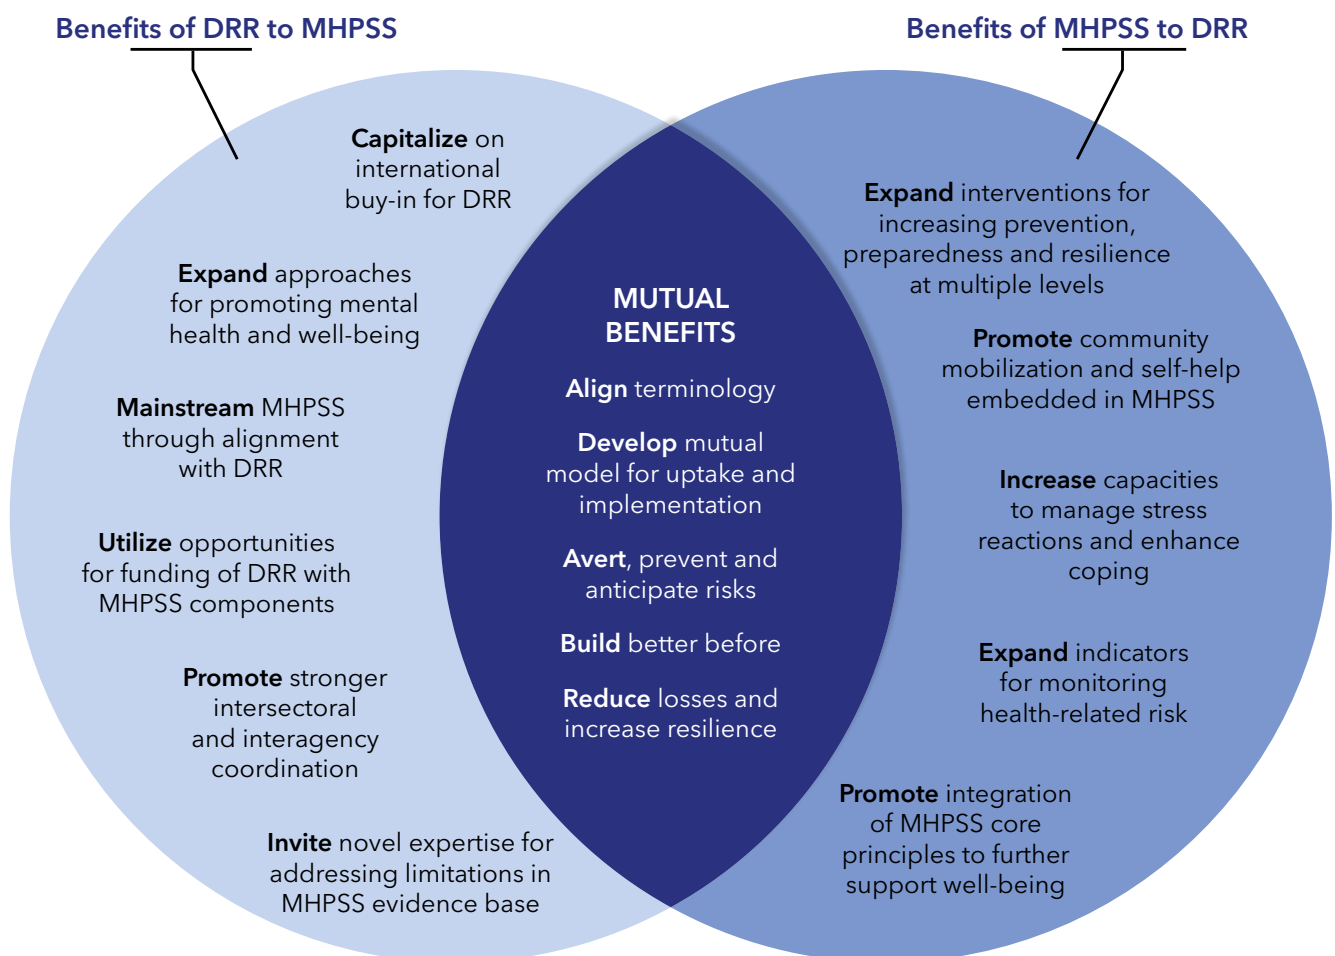 Benefits of DRR to MHPSS
Capitalize on
international
buy-in for DRR
Expand approaches
for promoting mental
health and well-being
Mainstream MHPSS
through alignment
with DRR
Utilize opportunities
for funding of DRR with
MHPSS components
Promote stronger
intersectoral
and interagency
coordination
Invite novel expertise for
addressing limitations in
MHPSS evidence base
MUTUAL
BENEFITS
Align terminology
Develop mutual
model for uptake and
implementation
Avert, prevent and
anticipate risks
Build better before
Reduce losses and
increase resilience
Benefits of MHPSS to DRR
Expand interventions for
increasing prevention,
preparedness and resilience
at multiple levels
Promote community
mobilization and self-help
embedded in MHPSS
Increase capacities
to manage stress
reactions and enhance
coping
Expand indicators
for monitoring
health-related risk
Promote integration
of MHPSS core
principles to further
support well-being